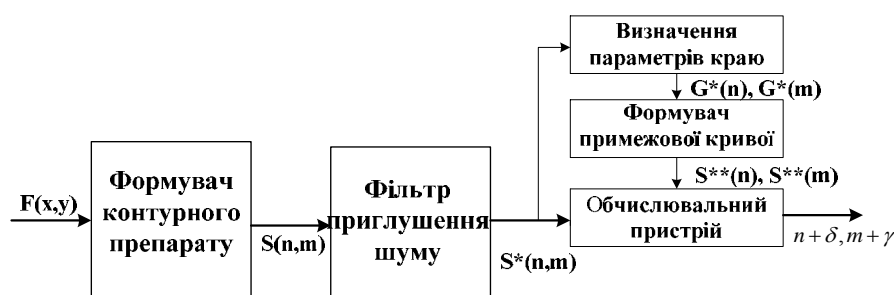 Визначення
параметрів краю
G*(n), G*(m)
Формувач
примежової кривої
S**(n), S**(m)
F(x,y)
Формувач
контурного
препарату
S(n,m)
Фільтр
приглушення
шуму
S*(n,m)
Обчислювальний
пристрій
n + δ, m + γ